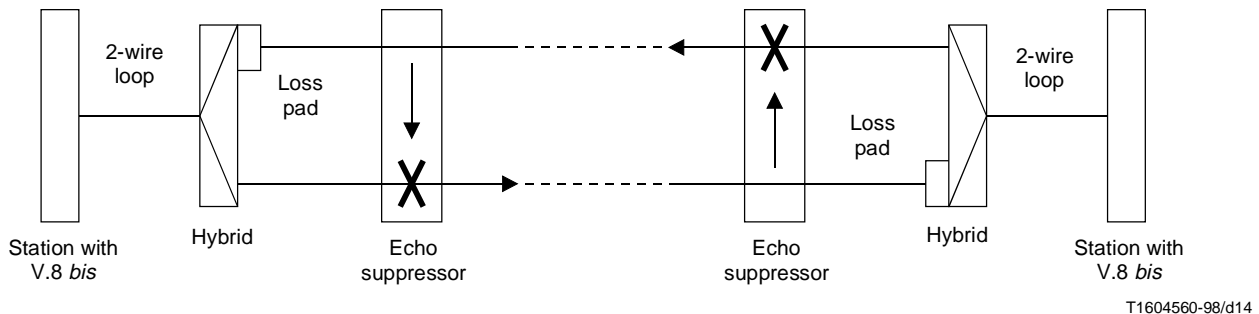 2-wire
loop
Loss
pad
2-wire
loop
Loss
pad
Hybrid
Hybrid
Station with
V.8 bis
Echo
suppressor
Echo
suppressor
Station with
V.8 bis
T1604560-98/d14